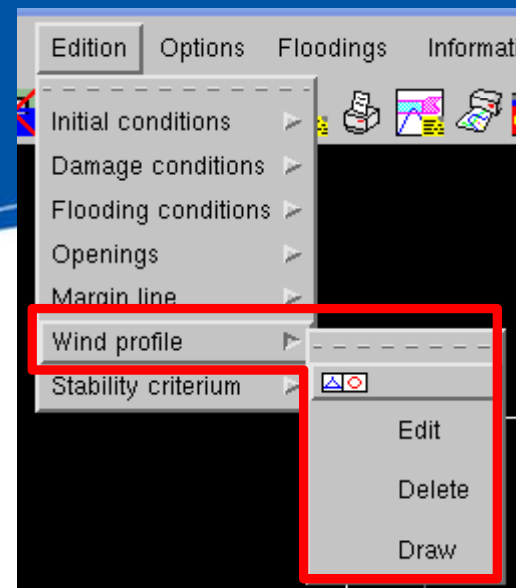 Edition Options Floodings Informati
Initial conditions
Damage conditions
Flooding conditions
Openings
Margin line
Wind profile
Stability criterium
Edit
Delete
Draw